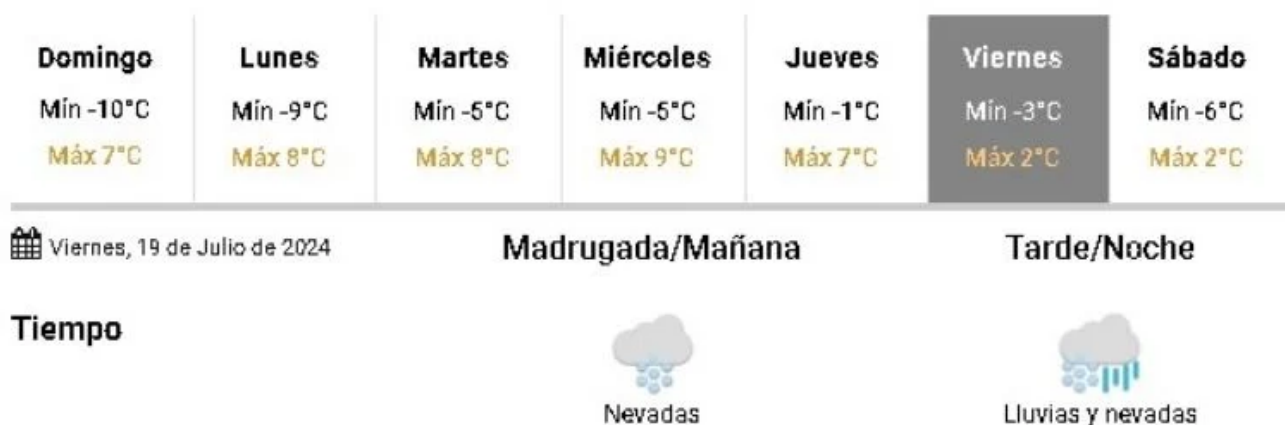 Domingo Lunes Martes Miércoles Jueves Viernes Sábado
Mín -10°C Mín -9°C Mín -5°C Mín -5°C Mín -1°C Mín -3°C Mín -6°C
Máx 7°C Máx 8°C Máx 8°C Máx 9°C Máx 7°C Máx 2°C Máx 2°C
Viernes, 19 de Julio de 2024 Madrugada/Mañana Tarde/Noche
Tiempo
Nevadas Lluvias y nevadas